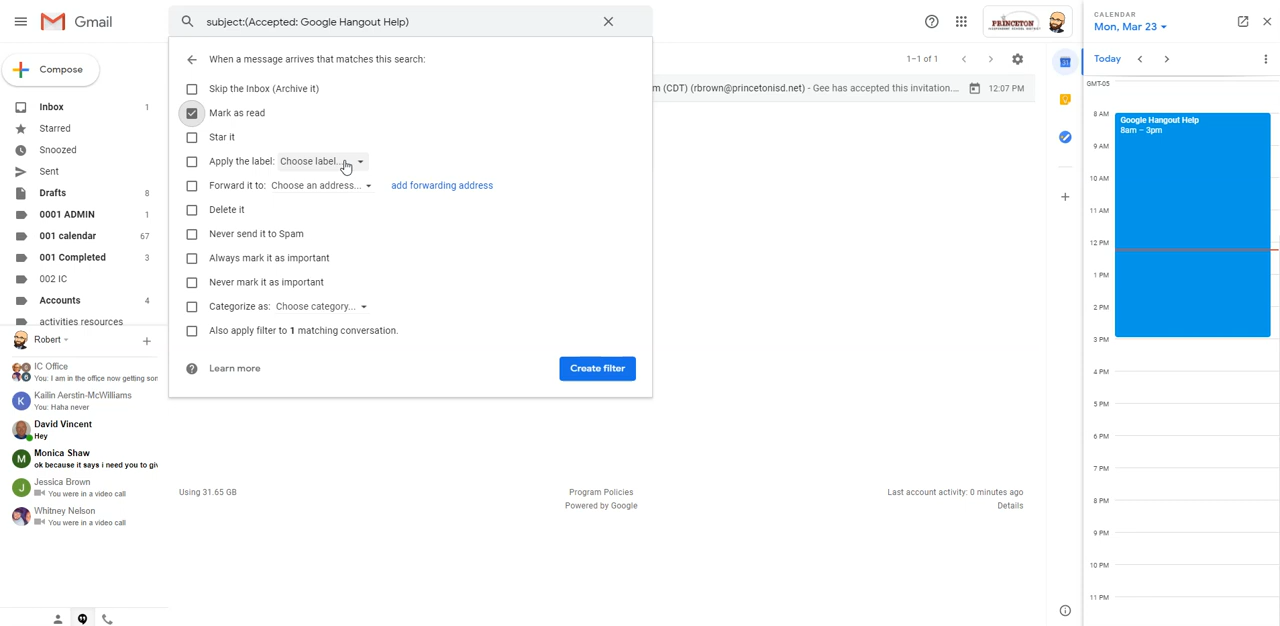 Gmail
subject:(Accepted: Google Hangout Help)
PRINCETON
CALENDAR
Mon, Mar 23
Compose
When a message arrives that matches this search:
1–1 of 1
Today
GMT-05
Skip the Inbox (Archive it)
m (CDT) (rbrown@princetonisd.net) - Gee has accepted this invitation....
12:07 PM
Mark as read
Star it
Apply the label: Choose label...
Forward it to: Choose an address...
add forwarding address
Delete it
Never send it to Spam
Always mark it as important
Never mark it as important
Categorize as: Choose category...
Also apply filter to 1 matching conversation.
Learn more
Create filter
Inbox 1
Starred
Snoozed
Sent
Drafts 8
0001 ADMIN 1
001 calendar 67
001 Completed 3
002 IC
Accounts 4
activities resources
Robert
IC Office
You: I am in the office now getting son
K
Kailin Aerstin-McWilliams
You: Haha never
David Vincent
Hey
M
Monica Shaw
ok because it says i need you to giv
J
Jessica Brown
You were in a video call
Whitney Nelson
You were in a video call
Using 31.65 GB
Program Policies
Powered by Google
Last account activity: 0 minutes ago
Details
8 AM
Google Hangout Help
8am – 3pm
9 AM
10 AM
11 AM
12 PM
1 PM
2 PM
3 PM
4 PM
5 PM
6 PM
7 PM
8 PM
9 PM
10 PM
11 PM